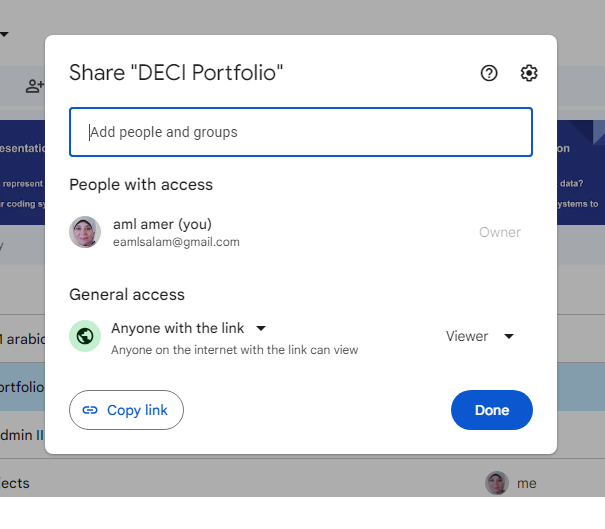 Share "DECI Portfolio"
Add people and groups
People with access
aml amer (you)
eamlsalam@gmail.com
Owner
General access
Anyone with the link
Anyone on the internet with the link can view
Viewer
Copy link
Done
esentatic
on
represent
data?
r coding sy
ystems to
y
1 arabic
ortfolio
dmin II
ects
me